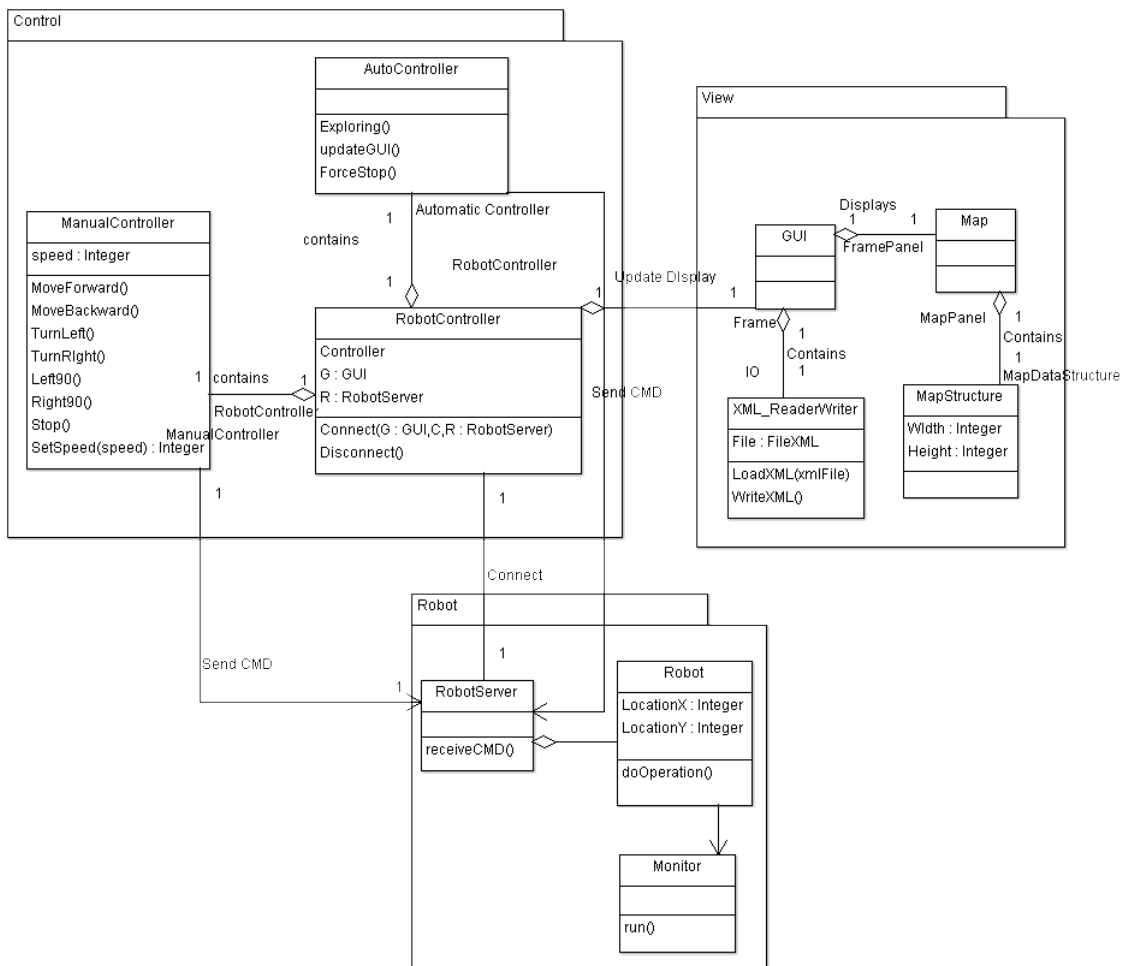 Control
AutoController
Exploring()
updateGUI()
ForceStop()
1
Automatic Controller
contains
1
RobotController
ManualController
speed : Integer
MoveForward()
MoveBackward()
TurnLeft()
TurnRIght()
Left90()
Right90()
Stop()
SetSpeed(speed) : Integer
1
contains
1
RobotController
ManualController
RobotController
Controller
G : GUI
R : RobotServer
Connect(G : GUI,C,R : RobotServer)
Disconnect()
1
Update DIsplay
1
Send CMD
1
1
Connect
1
Send CMD
1
View
GUI
Displays
1
1
FramePanel
Map
Frame
1
Contains
IO
1
MapPanel
1
Contains
1
MapDataStructure
XML_ReaderWriter
File : FileXML
LoadXML(xmlFile)
WriteXML()
MapStructure
WIdth : Integer
Height : Integer
Robot
RobotServer
receiveCMD()
Robot
LocationX : Integer
LocationY : Integer
doOperation()
Monitor
run()